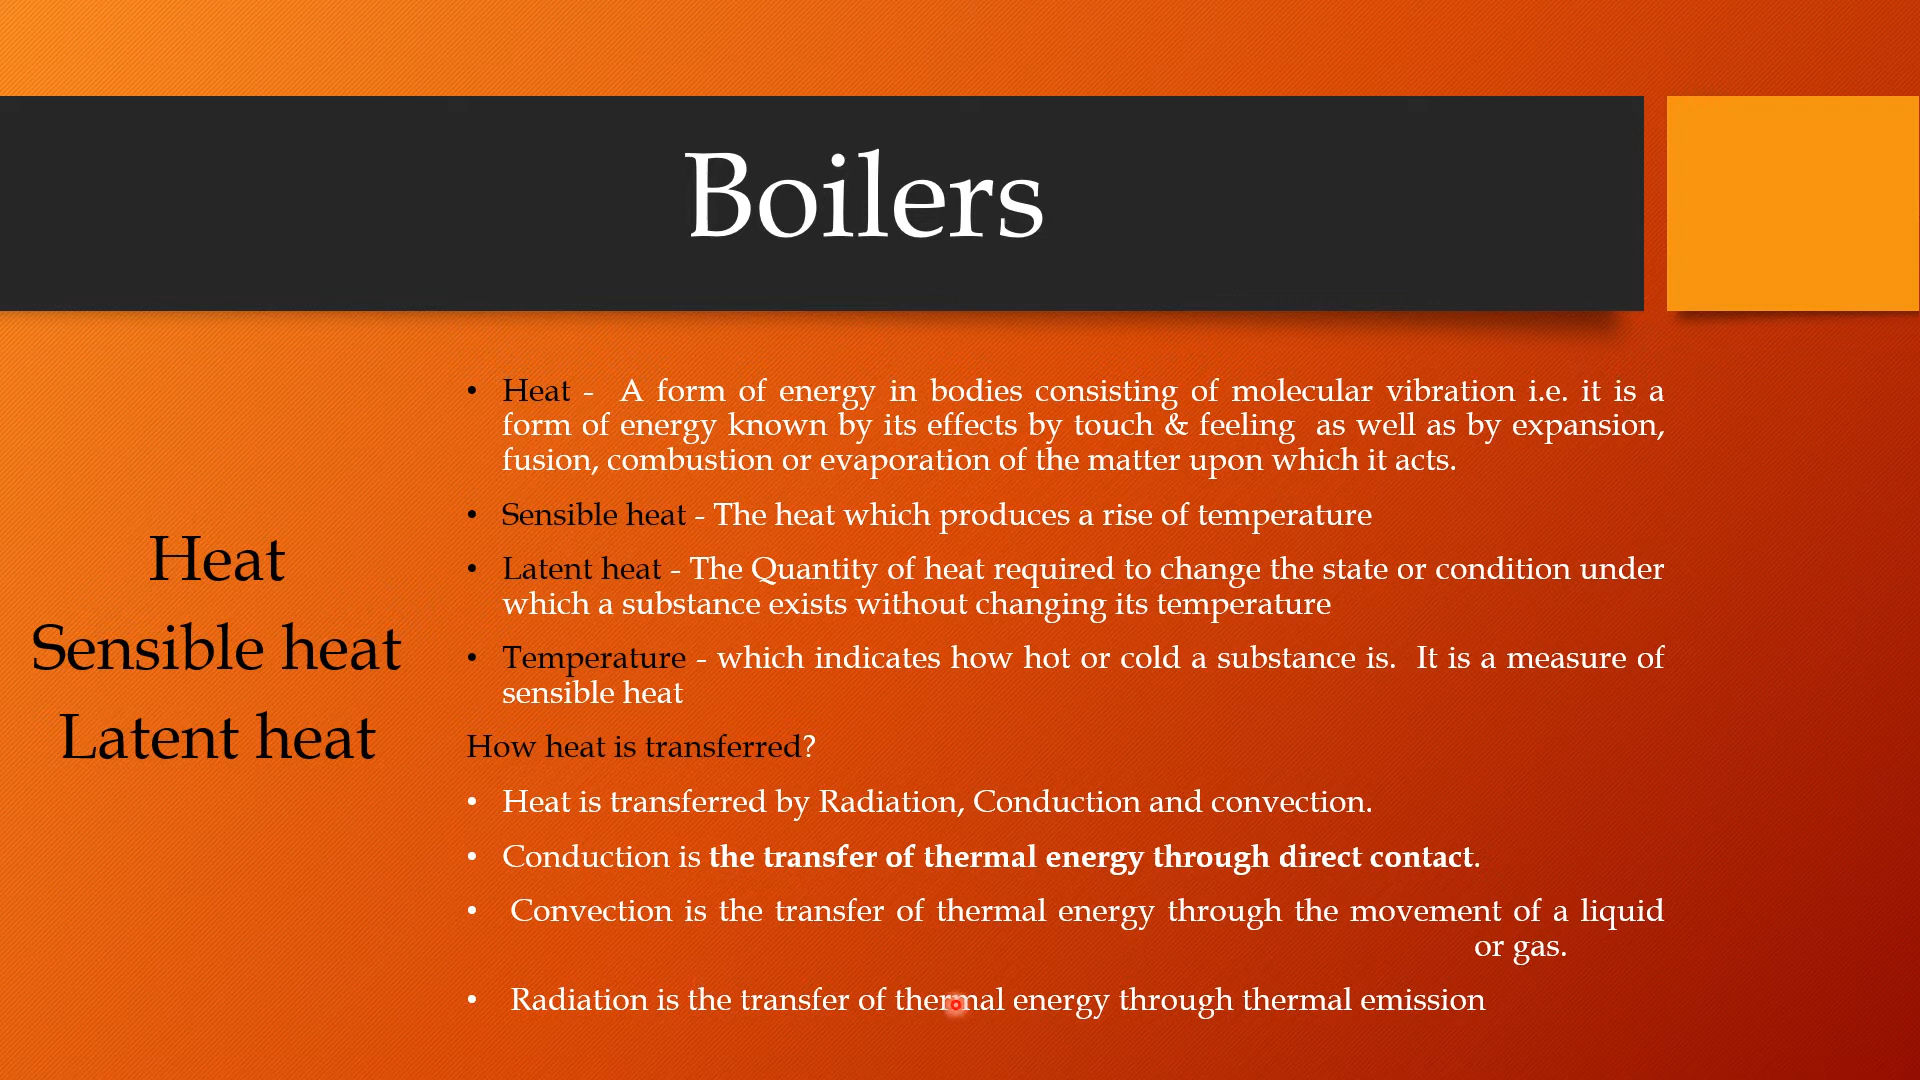 Boilers
Heat
Sensible heat
Latent heat
• Heat - A form of energy in bodies consisting of molecular vibration i.e. it is a
form of energy known by its effects by touch & feeling as well as by expansion,
fusion, combustion or evaporation of the matter upon which it acts.
• Sensible heat - The heat which produces a rise of temperature
• Latent heat - The Quantity of heat required to change the state or condition under
which a substance exists without changing its temperature
• Temperature - which indicates how hot or cold a substance is. It is a measure of
sensible heat
How heat is transferred?
• Heat is transferred by Radiation, Conduction and convection.
• Conduction is the transfer of thermal energy through direct contact.
• Convection is the transfer of thermal energy through the movement of a liquid
or gas.
• Radiation is the transfer of thermal energy through thermal emission